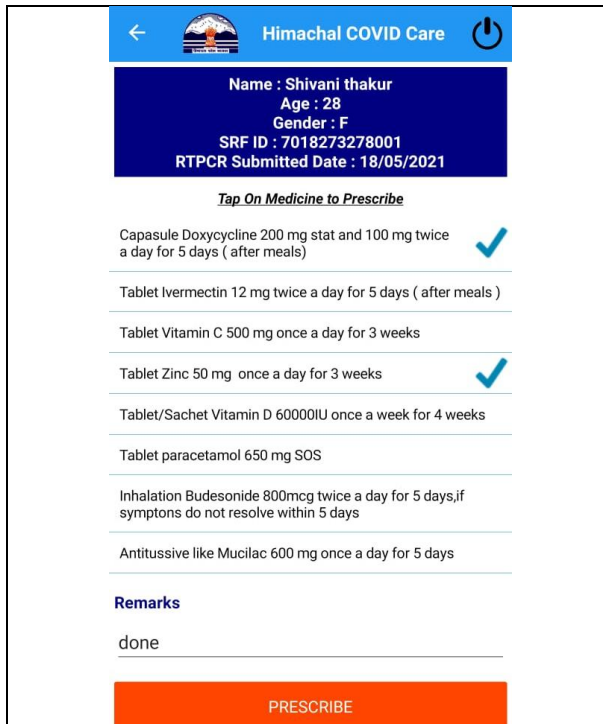 Himachal COVID Care
Name : Shivani thakur
Age : 28
Gender : F
SRF ID : 7018273278001
RTPCR Submitted Date : 18/05/2021
Tap On Medicine to Prescribe
Capasule Doxycycline 200 mg stat and 100 mg twice
a day for 5 days ( after meals)
Tablet Ivermectin 12 mg twice a day for 5 days ( after meals )
Tablet Vitamin C 500 mg once a day for 3 weeks
Tablet Zinc 50 mg  once a day for 3 weeks
Tablet/Sachet Vitamin D 60000IU once a week for 4 weeks
Tablet paracetamol 650 mg SOS
Inhalation Budesonide 800mcg twice a day for 5 days,if
symptons do not resolve within 5 days
Antitussive like Mucilac 600 mg once a day for 5 days
Remarks
done
PRESCRIBE